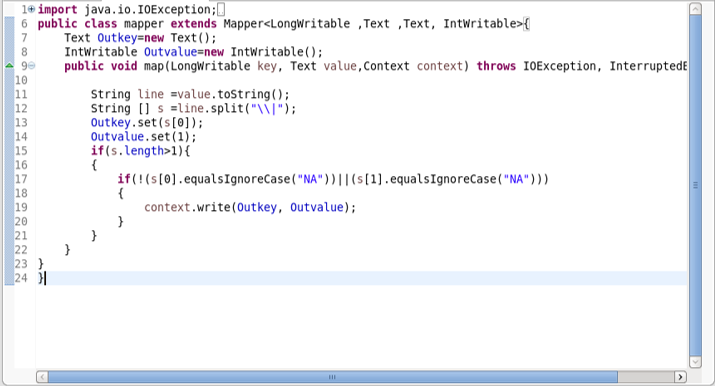 1 import java.io.IOException;
6 public class mapper extends Mapper<LongWritable ,Text ,Text, IntWritable>{
7     Text Outkey=new Text();
8     IntWritable Outvalue=new IntWritable();
9     public void map(LongWritable key, Text value,Context context) throws IOException, InterruptedE
10
11         String line =value.toString();
12         String [] s =line.split("\\|");
13         Outkey.set(s[0]);
14         Outvalue.set(1);
15         if(s.length>1){
16         {
17             if(!(s[0].equalsIgnoreCase("NA"))||(s[1].equalsIgnoreCase("NA")))
18             {
19                 context.write(Outkey, Outvalue);
20             }
21         }
22     }
23 }
24 }